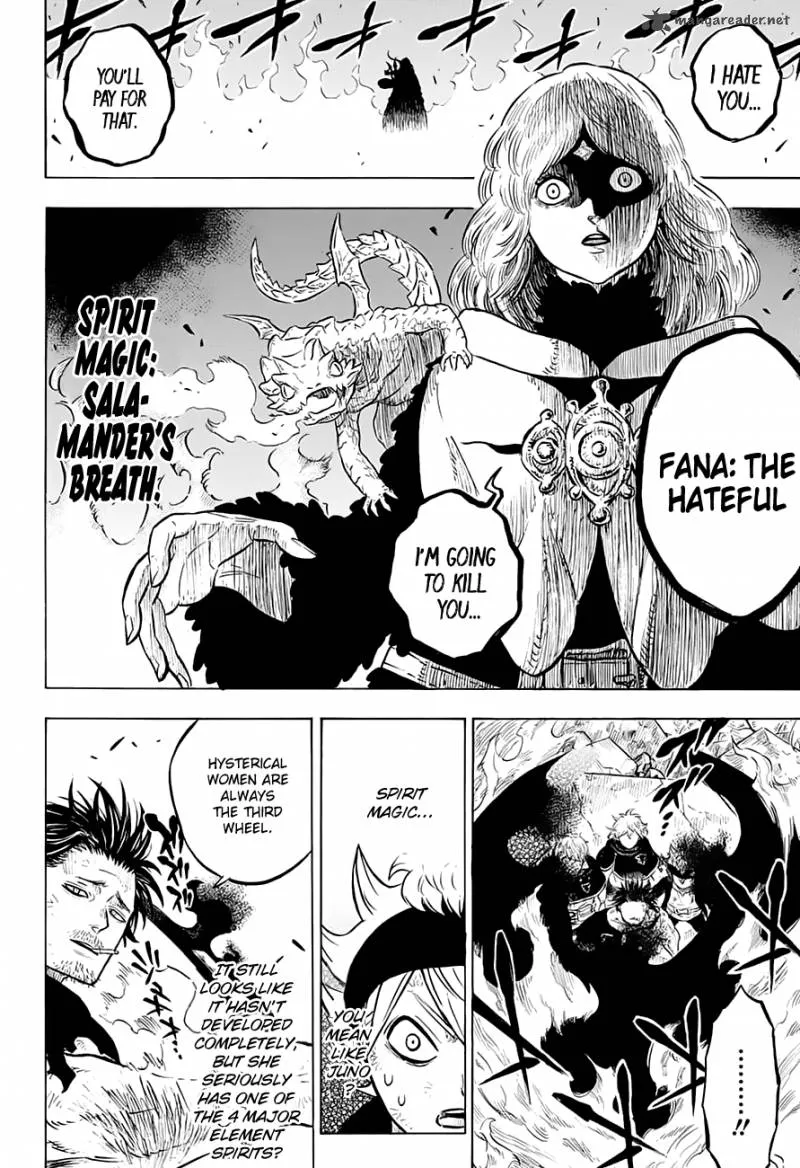 mangareader.net
I HATE
YOU...
YOU'LL
PAY FOR
THAT.
FANA: THE
HATEFUL
I'M GOING
TO KILL
YOU...
SPIRIT
MAGIC:
SALA-
MANDER'S
BREATH.
........!!
SPIRIT
MAGIC...
YOU
MEAN
LIKE
JUNO
?
HYSTERICAL
WOMEN ARE
ALWAYS
THE THIRD
WHEEL.
IT STILL
LOOKS LIKE
IT HASN'T
DEVELOPED
COMPLETELY,
BUT SHE
SERIOUSLY
HAS ONE OF
THE 4 MAJOR
ELEMENT
SPIRITS?